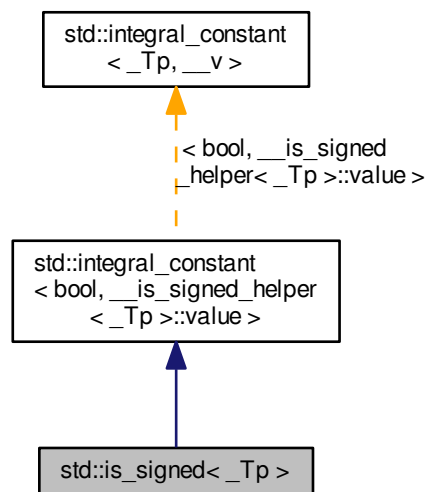 std::integral_constant
< _Tp, __v >
< bool, __is_signed
_helper< _Tp >::value >
std::integral_constant
< bool, __is_signed_helper
< _Tp >::value >
std::is_signed< _Tp >